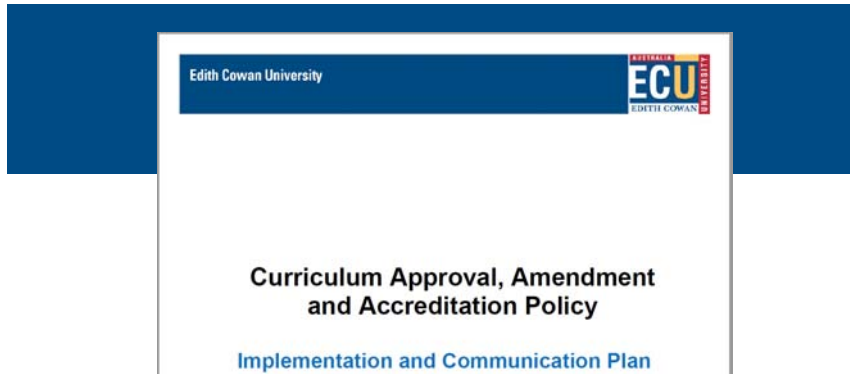 Edith Cowan University
AUSTRALIA
ECU
EDITH COWAN
UNIVERSITY
Curriculum Approval, Amendment
and Accreditation Policy
Implementation and Communication Plan